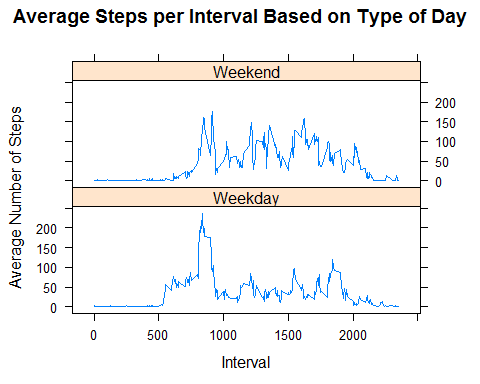 Average Steps per Interval Based on Type of Day
Weekend
200
150
100
50
0
Weekday
200
150
100
50
0
Average Number of Steps
0 500 1000 1500 2000
Interval